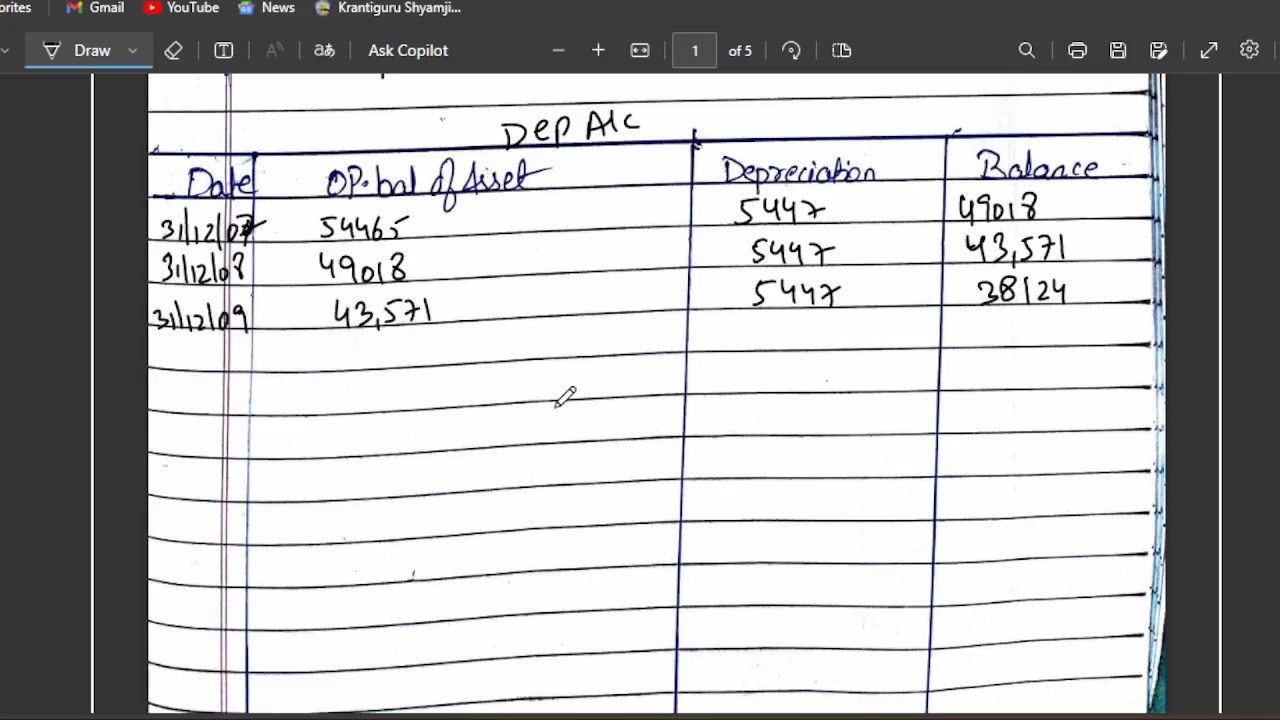 orites Gmail YouTube News Krantiguru Shyamji...
Draw aあ Ask Copilot 1 of 5
Dep A/c
Date OP. bal of Asset Depreciation Balance
31/12/07 54465 5447 49018
31/12/08 49018 5447 43,571
31/12/09 43,571 5447 38124